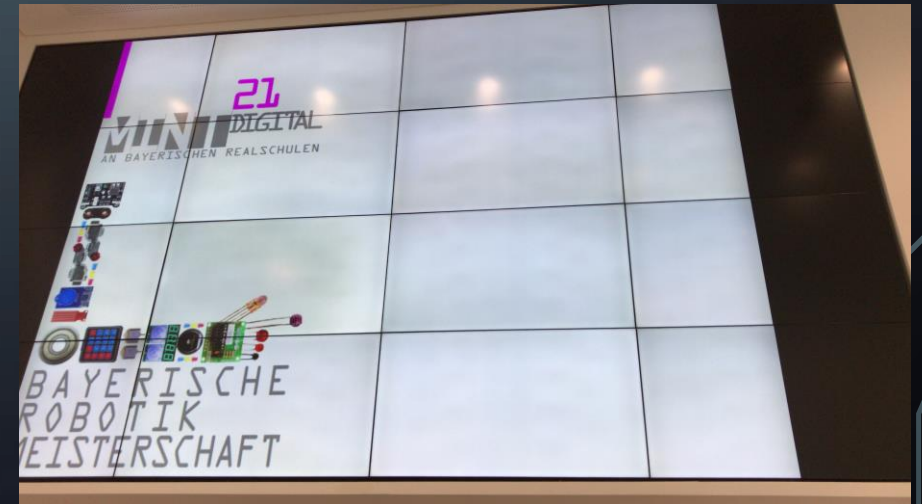 21
MINT DIGITAL
AN BAYERISCHEN REALSCHULEN
BAYERISCHE
ROBOTIK
MEISTERSCHAFT